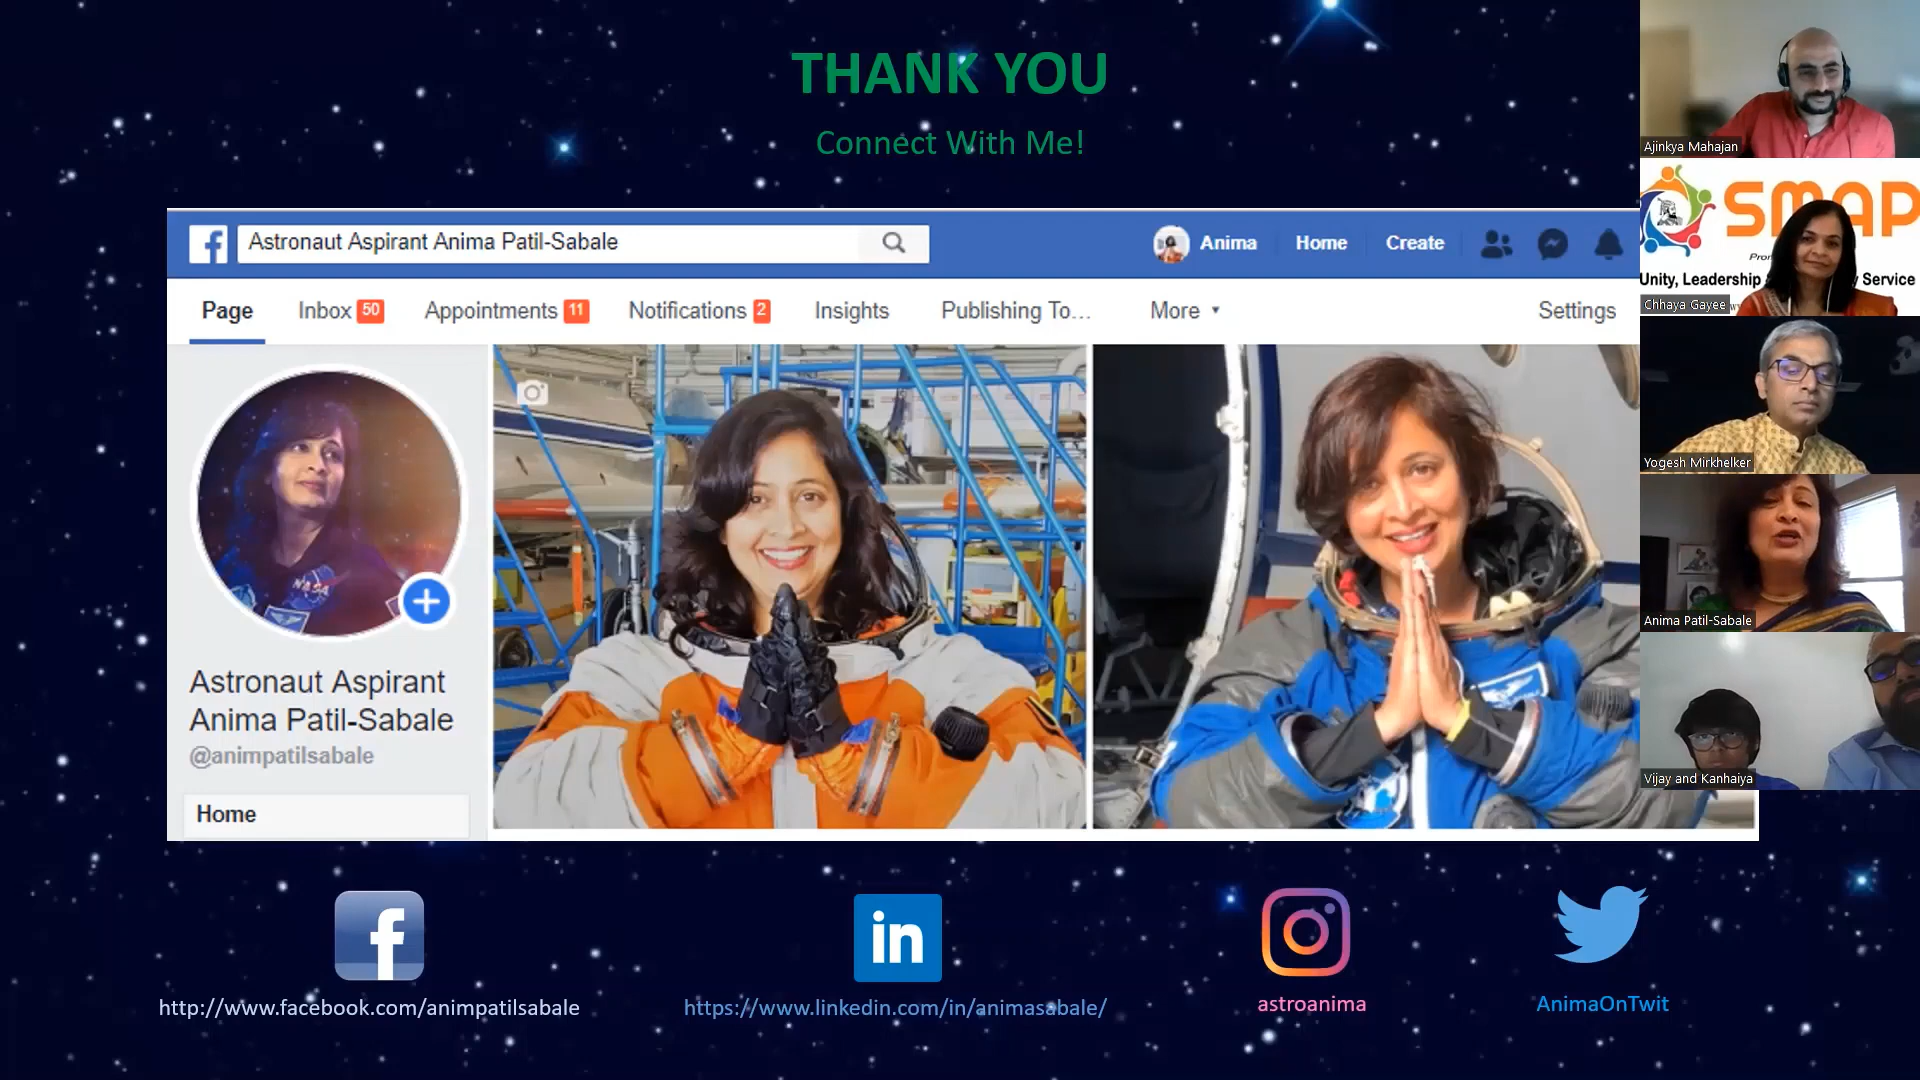 THANK YOU
Connect With Me!
Astronaut Aspirant Anima Patil-Sabale
Anima Home Create
Page Inbox 50 Appointments 11 Notifications 2 Insights Publishing To... More Settings
NASA
Astronaut Aspirant
Anima Patil-Sabale
@animpatilsabale
Home
http://www.facebook.com/animpatilsabale
in
https://www.linkedin.com/in/animasabale/
astroanima
AnimaOnTwit
Ajinkya Mahajan
SMAP
Unity, Leadership
Service
Chhaya Gayee
Yogesh Mirkhelker
Anima Patil-Sabale
Vijay and Kanhaiya